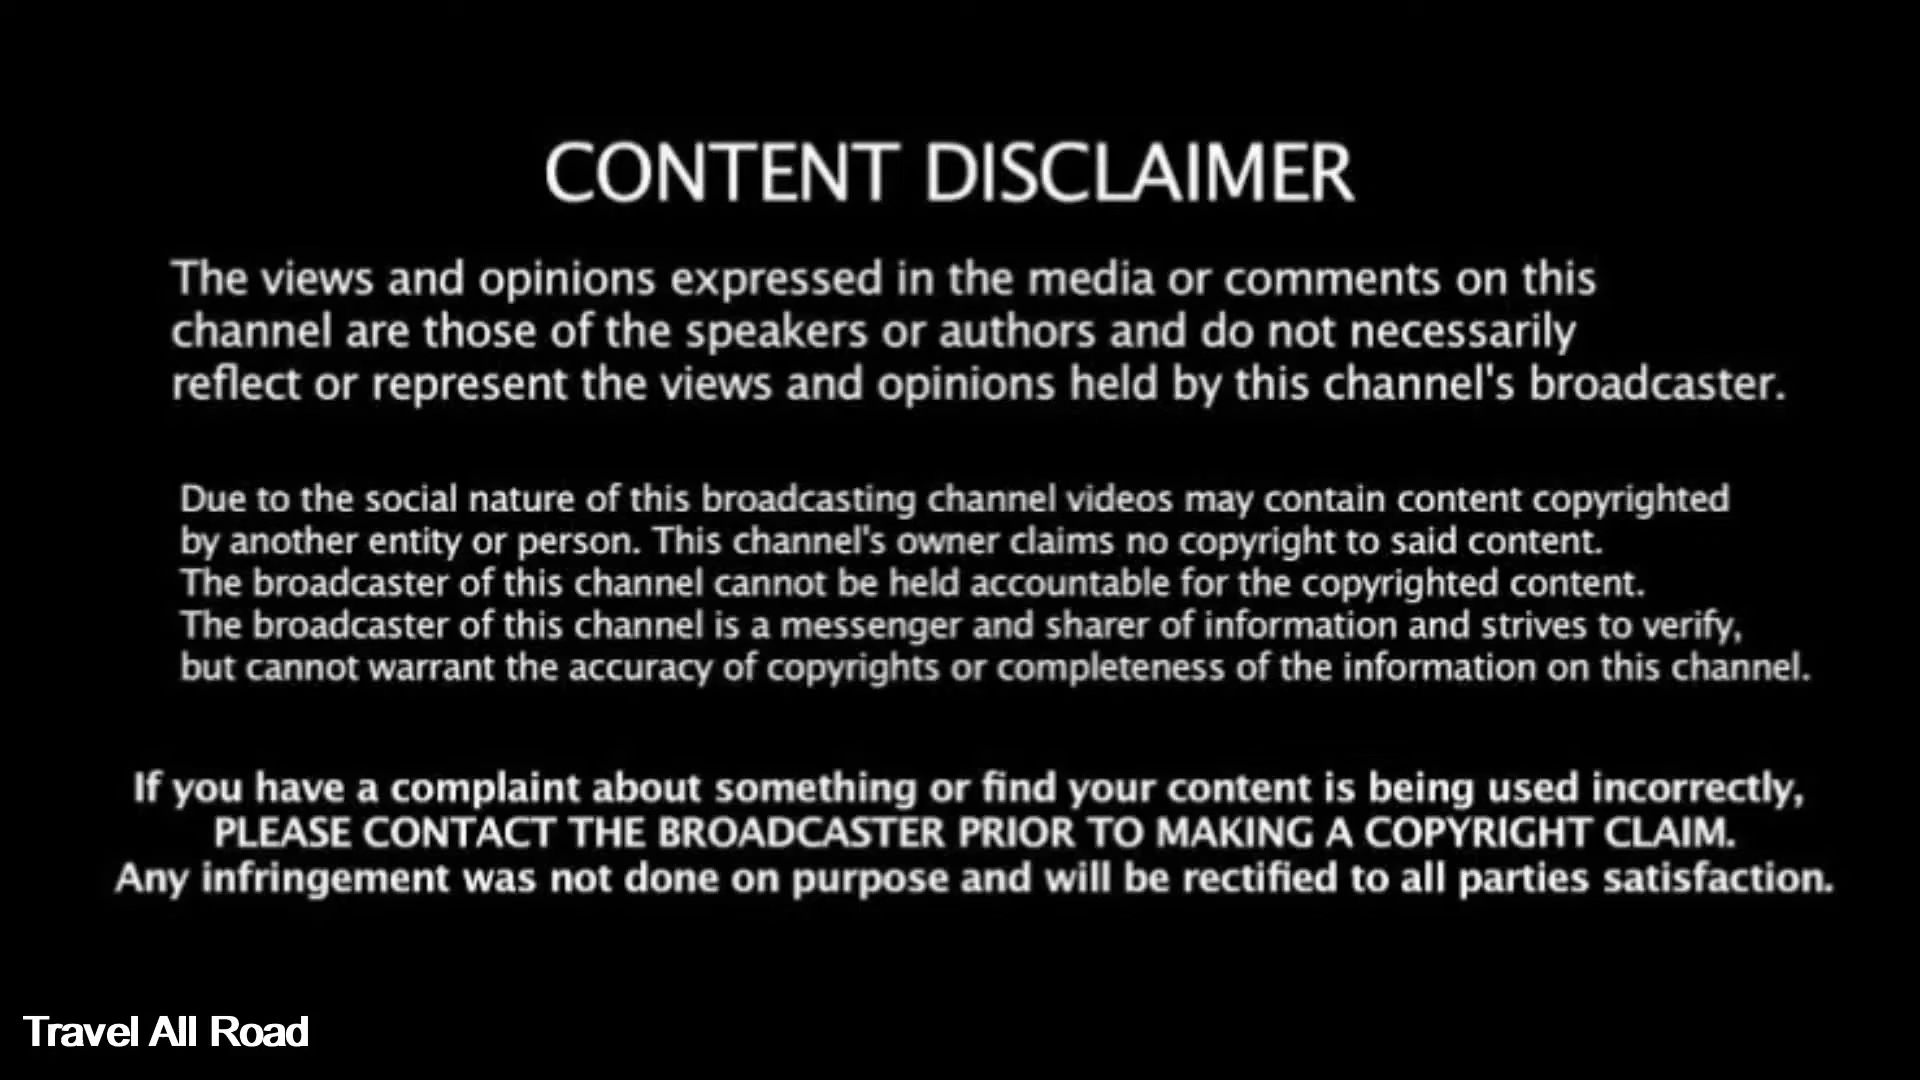 CONTENT DISCLAIMER
The views and opinions expressed in the media or comments on this
channel are those of the speakers or authors and do not necessarily
reflect or represent the views and opinions held by this channel's broadcaster.
Due to the social nature of this broadcasting channel videos may contain content copyrighted
by another entity or person. This channel's owner claims no copyright to said content.
The broadcaster of this channel cannot be held accountable for the copyrighted content.
The broadcaster of this channel is a messenger and sharer of information and strives to verify,
but cannot warrant the accuracy of copyrights or completeness of the information on this channel.
If you have a complaint about something or find your content is being used incorrectly,
PLEASE CONTACT THE BROADCASTER PRIOR TO MAKING A COPYRIGHT CLAIM.
Any infringement was not done on purpose and will be rectified to all parties satisfaction.
Travel All Road